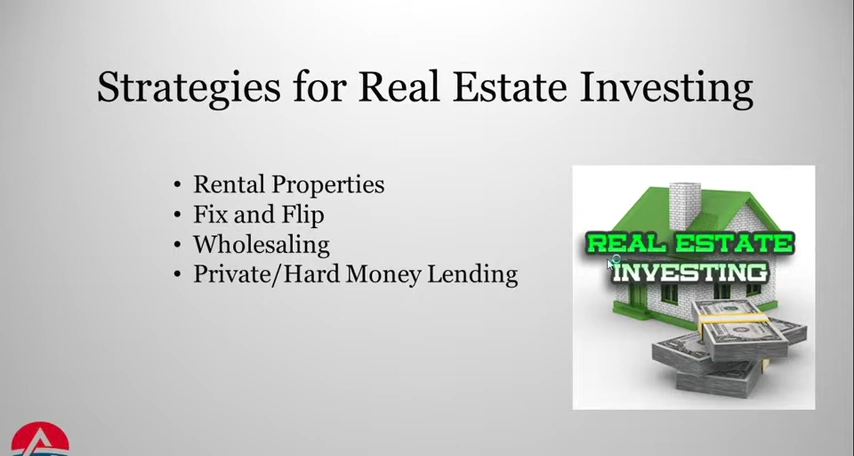 Strategies for Real Estate Investing
• Rental Properties
• Fix and Flip
• Wholesaling
• Private/Hard Money Lending
REAL ESTATE
INVESTING